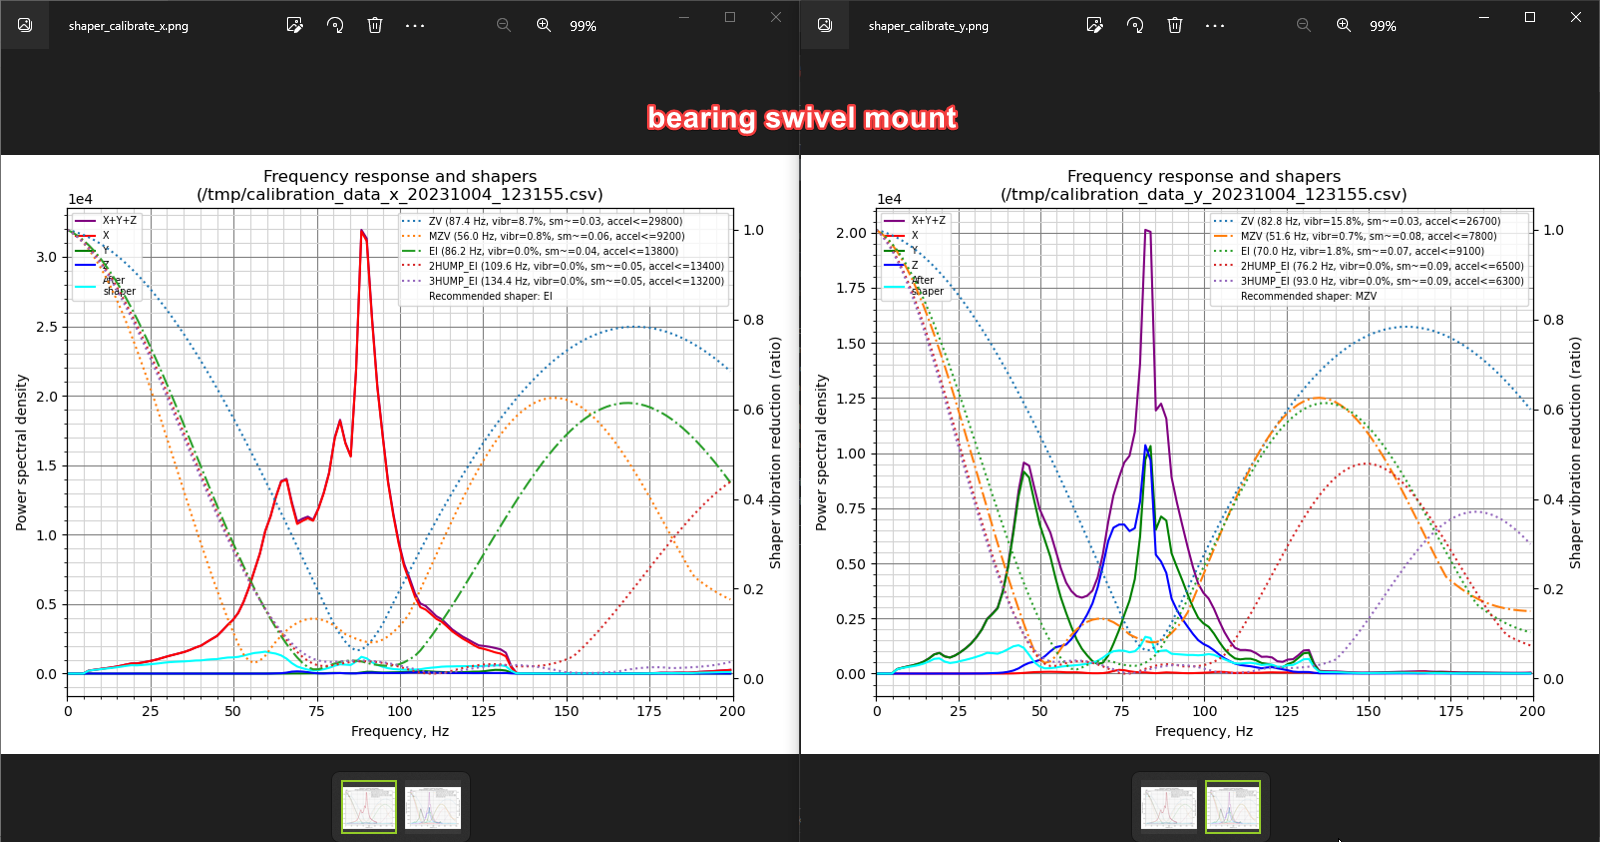 shaper_calibrate_x.png
99%
shaper_calibrate_y.png
99%
bearing swivel mount
Frequency response and shapers
(/tmp/calibration_data_x_20231004_123155.csv)
1e4
X+Y+Z
X
Y
Z
After
shaper
ZV (87.4 Hz, vibr=8.7%, sm~=0.03, accel<=29800)
MZV (56.0 Hz, vibr=0.8%, sm~=0.06, accel<=9200)
EI (86.2 Hz, vibr=0.0%, sm~=0.04, accel<=13800)
2HUMP_EI (109.6 Hz, vibr=0.0%, sm~=0.05, accel<=13400)
3HUMP_EI (134.4 Hz, vibr=0.0%, sm~=0.05, accel<=13200)
Recommended shaper: EI
3.0
2.5
2.0
1.5
1.0
0.5
0.0
Power spectral density
1.0
0.8
0.6
0.4
0.2
0.0
Shaper vibration reduction (ratio)
0 25 50 75 100 125 150 175 200
Frequency, Hz
Frequency response and shapers
(/tmp/calibration_data_y_20231004_123155.csv)
1e4
X+Y+Z
X
Y
Z
After
shaper
ZV (82.8 Hz, vibr=15.8%, sm~=0.03, accel<=26700)
MZV (51.6 Hz, vibr=0.7%, sm~=0.08, accel<=7800)
EI (70.0 Hz, vibr=1.8%, sm~=0.07, accel<=9100)
2HUMP_EI (76.2 Hz, vibr=0.0%, sm~=0.09, accel<=6500)
3HUMP_EI (93.0 Hz, vibr=0.0%, sm~=0.09, accel<=6300)
Recommended shaper: MZV
2.00
1.75
1.50
1.25
1.00
0.75
0.50
0.25
0.00
Power spectral density
1.0
0.8
0.6
0.4
0.2
0.0
Shaper vibration reduction (ratio)
0 25 50 75 100 125 150 175 200
Frequency, Hz